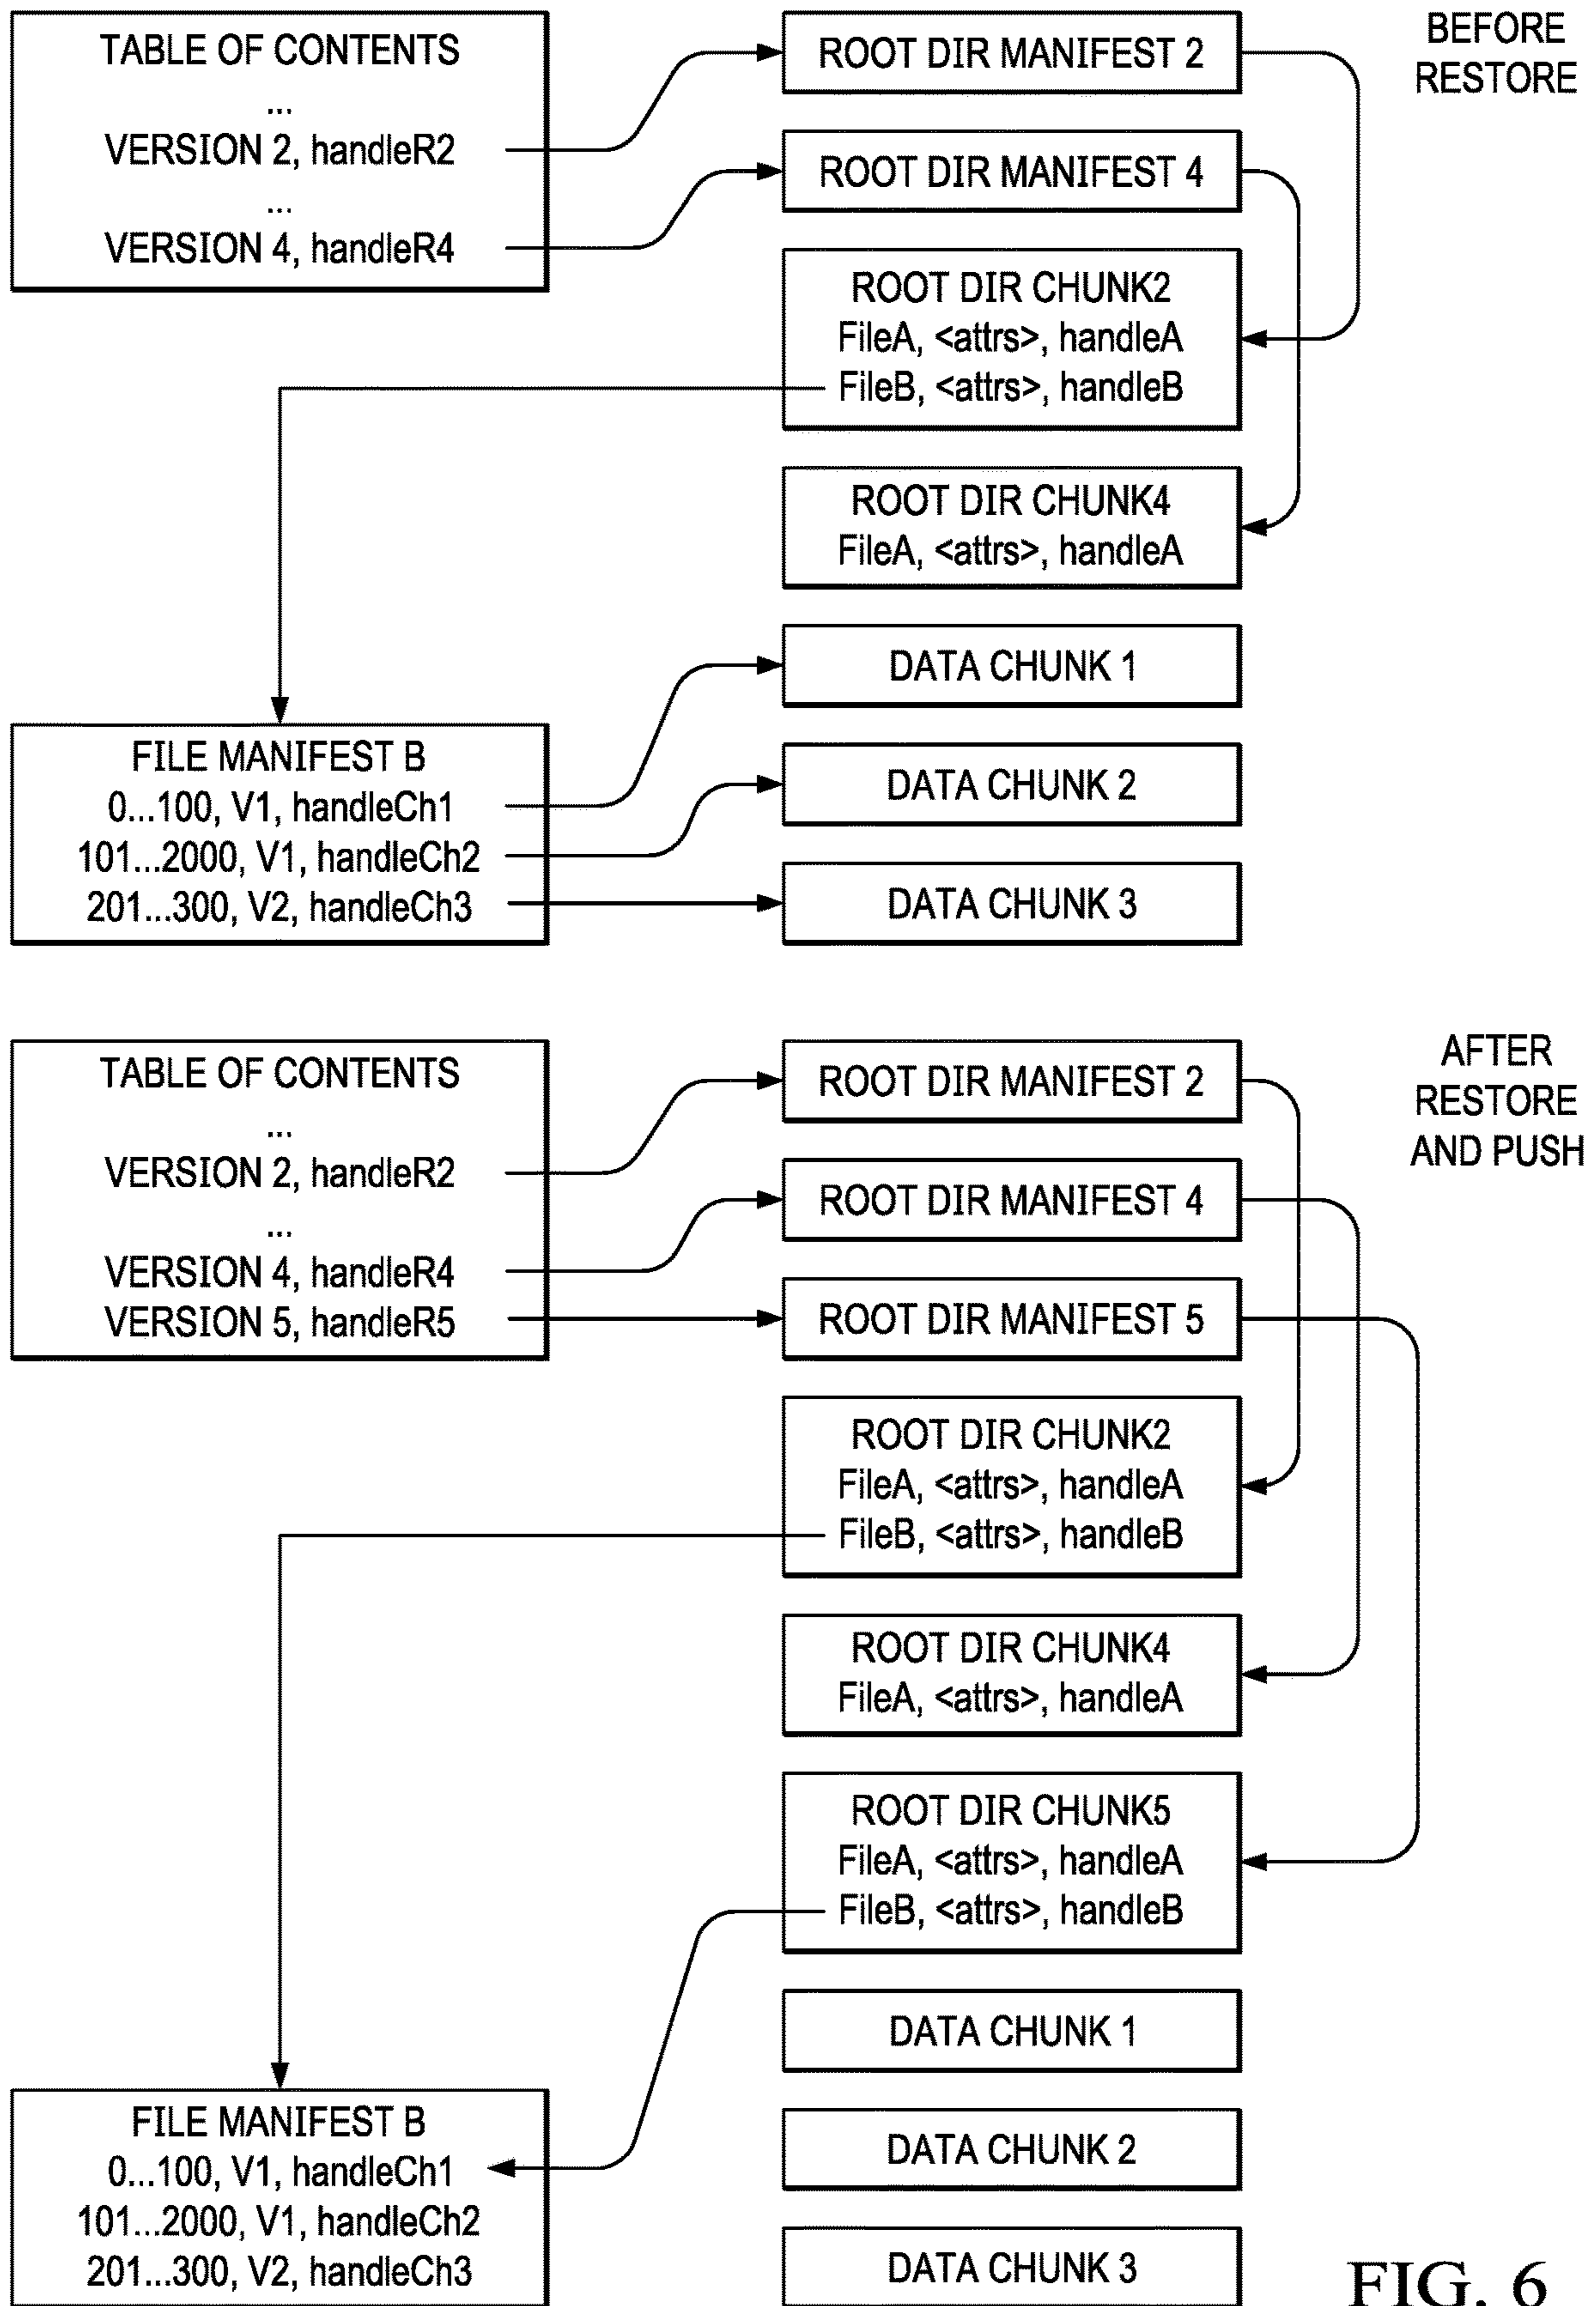 TABLE OF CONTENTS
...
VERSION 2, handleR2
...
VERSION 4, handleR4
ROOT DIR MANIFEST 2
ROOT DIR MANIFEST 4
ROOT DIR CHUNK2
FileA, <attrs>, handleA
FileB, <attrs>, handleB
ROOT DIR CHUNK4
FileA, <attrs>, handleA
BEFORE
RESTORE
FILE MANIFEST B
0...100, V1, handleCh1
101...2000, V1, handleCh2
201...300, V2, handleCh3
DATA CHUNK 1
DATA CHUNK 2
DATA CHUNK 3
TABLE OF CONTENTS
...
VERSION 2, handleR2
...
VERSION 4, handleR4
VERSION 5, handleR5
ROOT DIR MANIFEST 2
ROOT DIR MANIFEST 4
ROOT DIR MANIFEST 5
AFTER
RESTORE
AND PUSH
ROOT DIR CHUNK2
FileA, <attrs>, handleA
FileB, <attrs>, handleB
ROOT DIR CHUNK4
FileA, <attrs>, handleA
ROOT DIR CHUNK5
FileA, <attrs>, handleA
FileB, <attrs>, handleB
FILE MANIFEST B
0...100, V1, handleCh1
101...2000, V1, handleCh2
201...300, V2, handleCh3
DATA CHUNK 1
DATA CHUNK 2
DATA CHUNK 3
FIG. 6